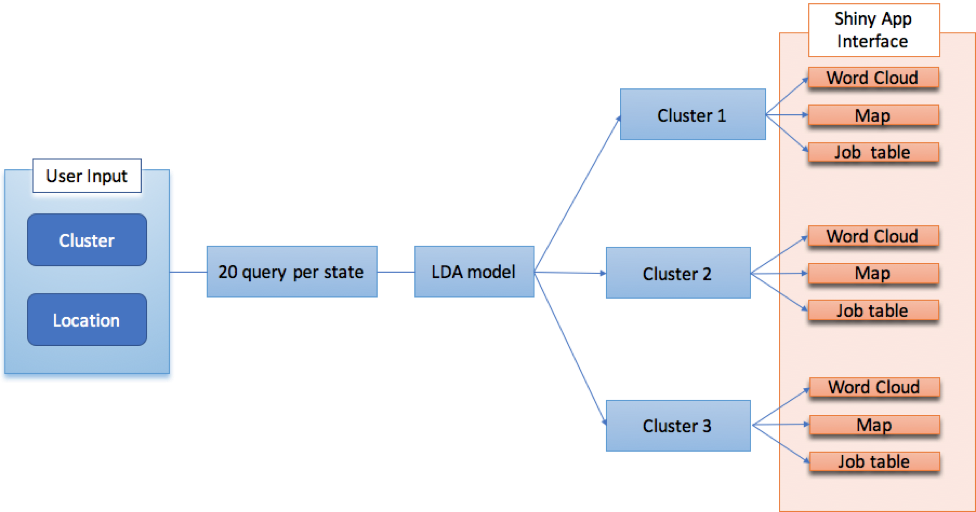 User Input
Cluster
Location
20 query per state
LDA model
Cluster 1
Cluster 2
Cluster 3
Shiny App
Interface
Word Cloud
Map
Job table
Word Cloud
Map
Job table
Word Cloud
Map
Job table